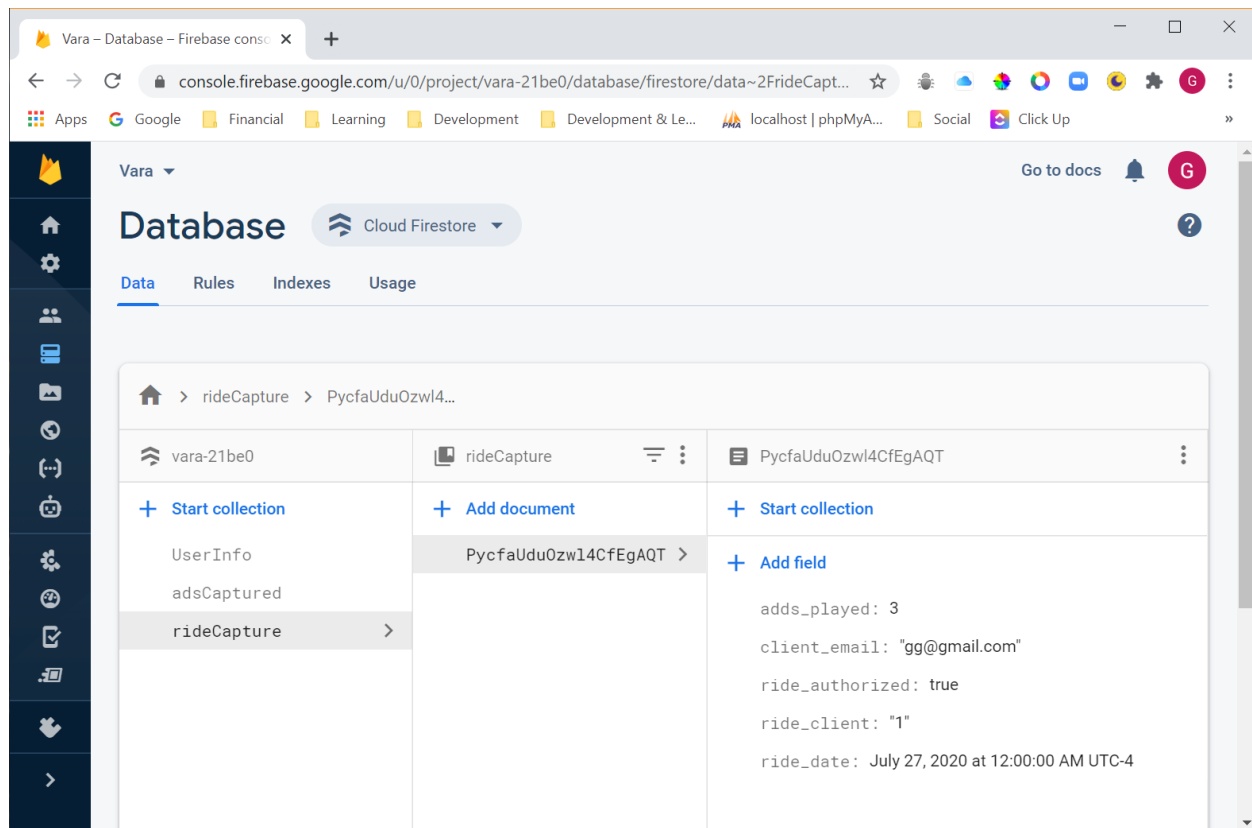 Vara – Database – Firebase conso
console.firebase.google.com/u/0/project/vara-21be0/database/firestore/data~2FrideCapt...
G
Apps Google Financial Learning Development Development & Le... PMA localhost | phpMyA... Social Click Up »
Vara Go to docs G
Database Cloud Firestore ?
Data Rules Indexes Usage
rideCapture > PycfaUduOzwl4...
vara-21be0 rideCapture PycfaUduOzwl4CfEgAQT
+ Start collection + Add document + Start collection
UserInfo PycfaUduOzwl4CfEgAQT >
+ Add field
adsCaptured
rideCapture >
adds_played: 3
client_email: "gg@gmail.com"
ride_authorized: true
ride_client: "1"
ride_date: July 27, 2020 at 12:00:00 AM UTC-4